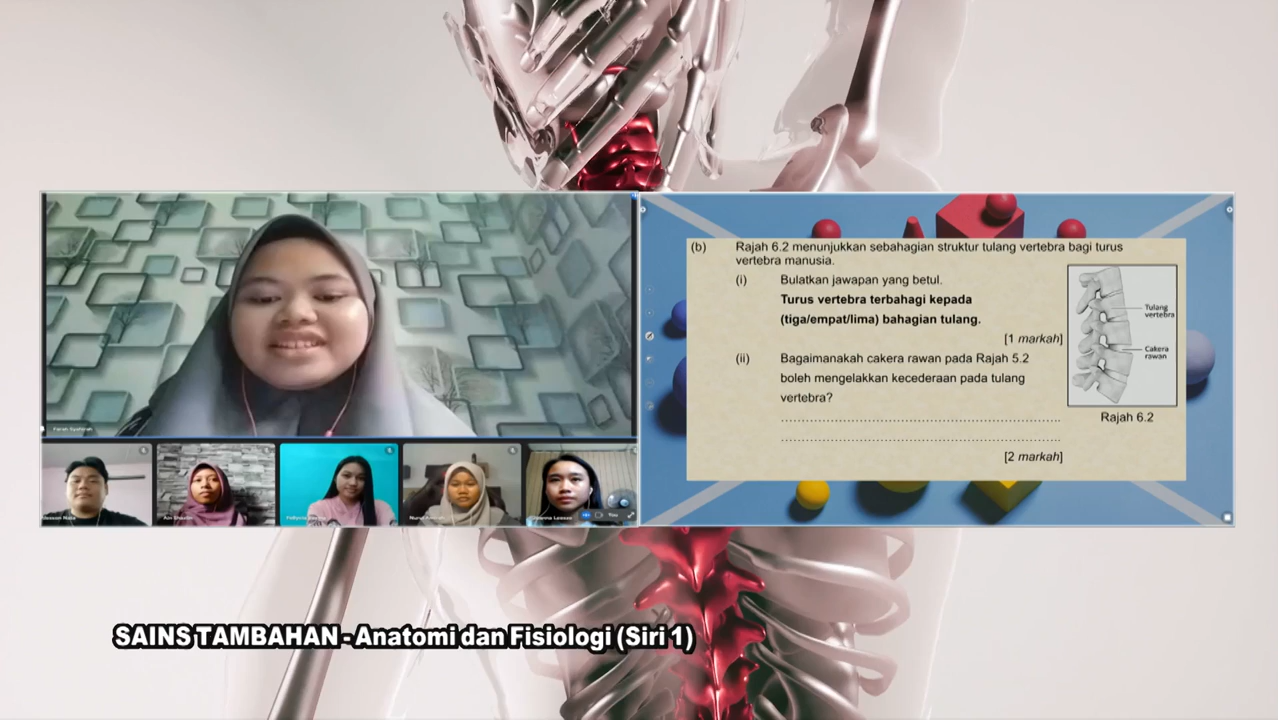 Farah Syafirah
(b) Rajah 6.2 menunjukkan sebahagian struktur tulang vertebra bagi turus
vertebra manusia.
(i) Bulatkan jawapan yang betul.
Turus vertebra terbahagi kepada
(tiga/empat/lima) bahagian tulang.
[1 markah]
(ii) Bagaimanakah cakera rawan pada Rajah 5.2
boleh mengelakkan kecederaan pada tulang
vertebra?
....................................................................
....................................................................
[2 markah]
Tulang
vertebra
Cakera
rawan
Rajah 6.2
You
SAINS TAMBAHAN - Anatomi dan Fisiologi (Siri 1)